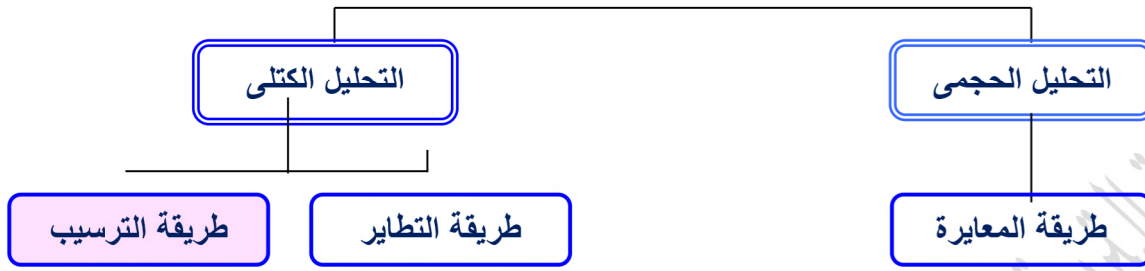 التحليل الحجمى
التحليل الكتلى
طريقة المعايرة
طريقة التطاير
طريقة الترسيب